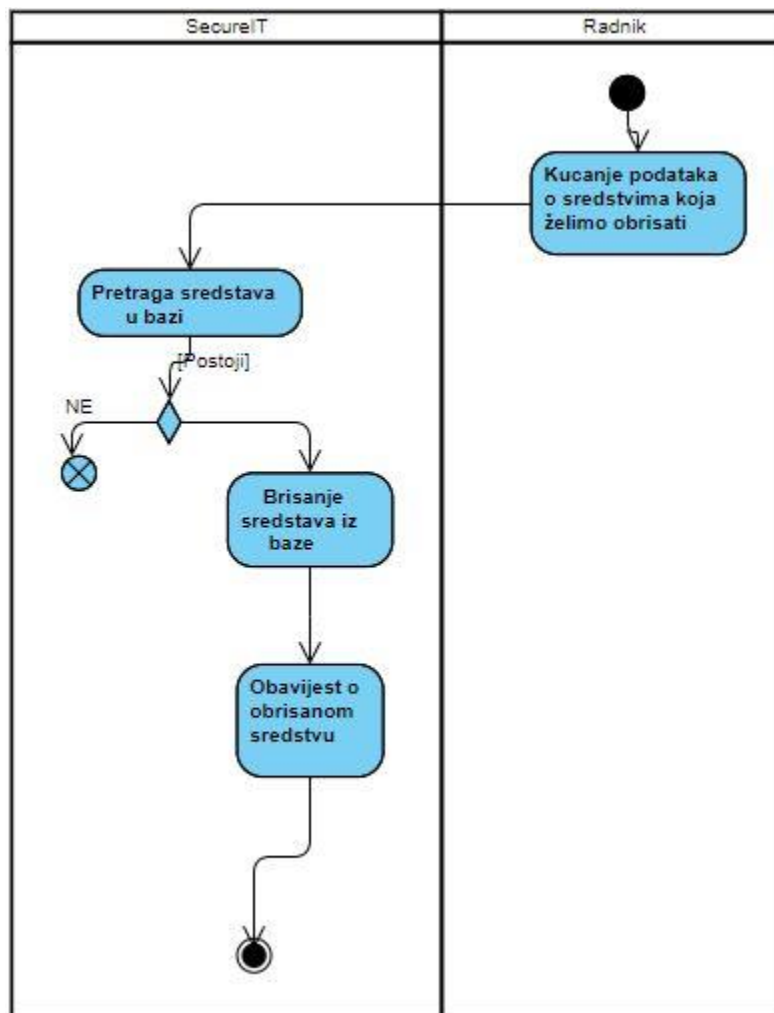 SecureIT
Radnik
Kucanje podataka
o sredstvima koja
želimo obrisati
Pretraga sredstava
u bazi
[Postoji]
NE
Brisanje
sredstava iz
baze
Obavijest o
obrisanom
sredstvu